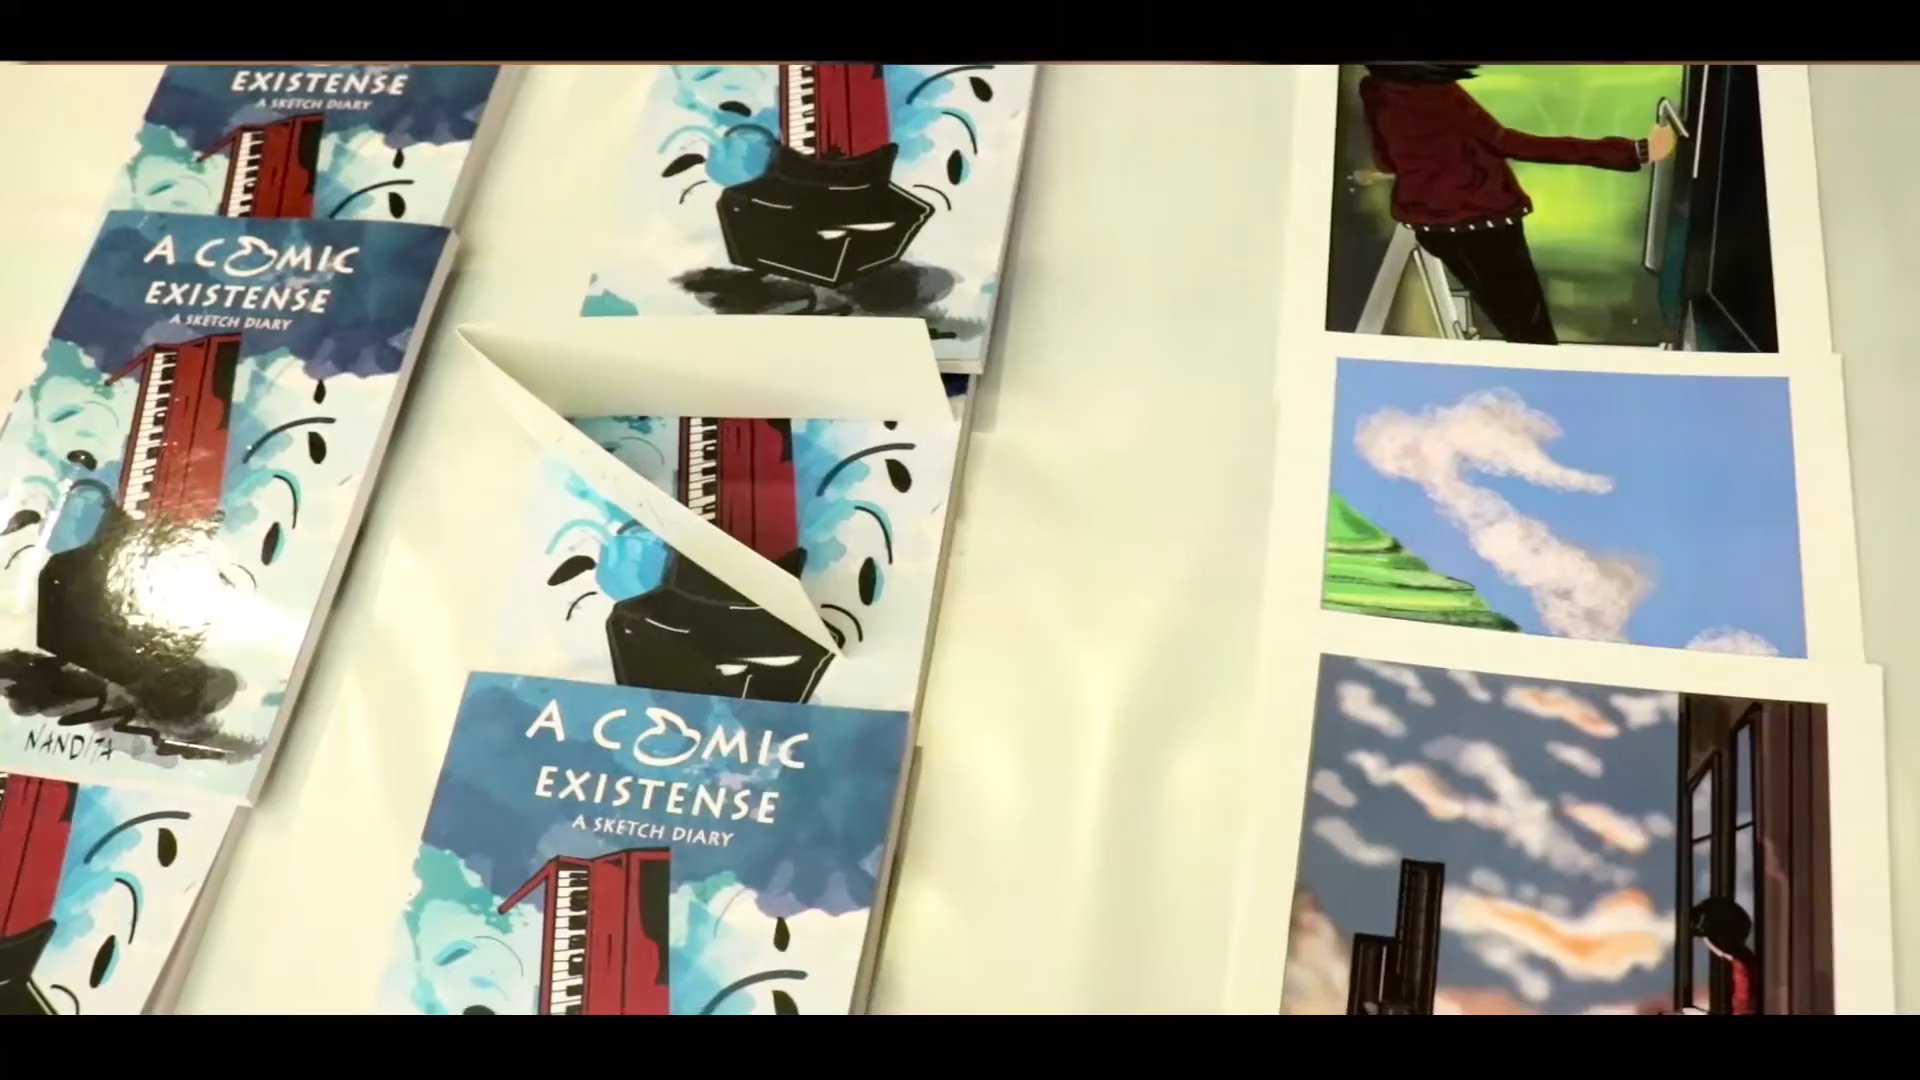 EXISTENSE
A SKETCH DIARY
A COMIC
EXISTENSE
A SKETCH DIARY
NANDITA
A COMIC
EXISTENSE
A SKETCH DIARY